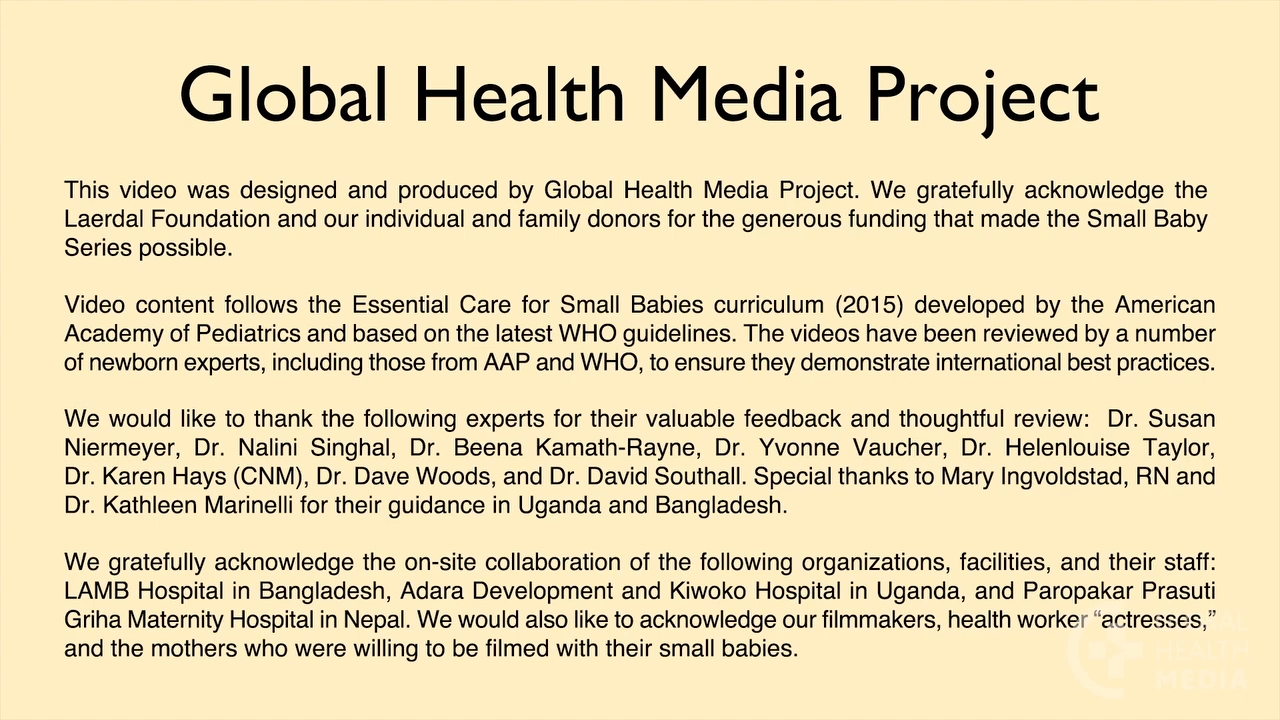 Global Health Media Project
This video was designed and produced by Global Health Media Project. We gratefully acknowledge the
Laerdal Foundation and our individual and family donors for the generous funding that made the Small Baby
Series possible.
Video content follows the Essential Care for Small Babies curriculum (2015) developed by the American
Academy of Pediatrics and based on the latest WHO guidelines. The videos have been reviewed by a number
of newborn experts, including those from AAP and WHO, to ensure they demonstrate international best practices.
We would like to thank the following experts for their valuable feedback and thoughtful review:  Dr. Susan
Niermeyer, Dr. Nalini Singhal, Dr. Beena Kamath-Rayne, Dr. Yvonne Vaucher, Dr. Helenlouise Taylor,
Dr. Karen Hays (CNM), Dr. Dave Woods, and Dr. David Southall. Special thanks to Mary Ingvoldstad, RN and
Dr. Kathleen Marinelli for their guidance in Uganda and Bangladesh.
We gratefully acknowledge the on-site collaboration of the following organizations, facilities, and their staff:
LAMB Hospital in Bangladesh, Adara Development and Kiwoko Hospital in Uganda, and Paropakar Prasuti
Griha Maternity Hospital in Nepal. We would also like to acknowledge our filmmakers, health worker “actresses,”
and the mothers who were willing to be filmed with their small babies.
GLOBAL
HEALTH
MEDIA